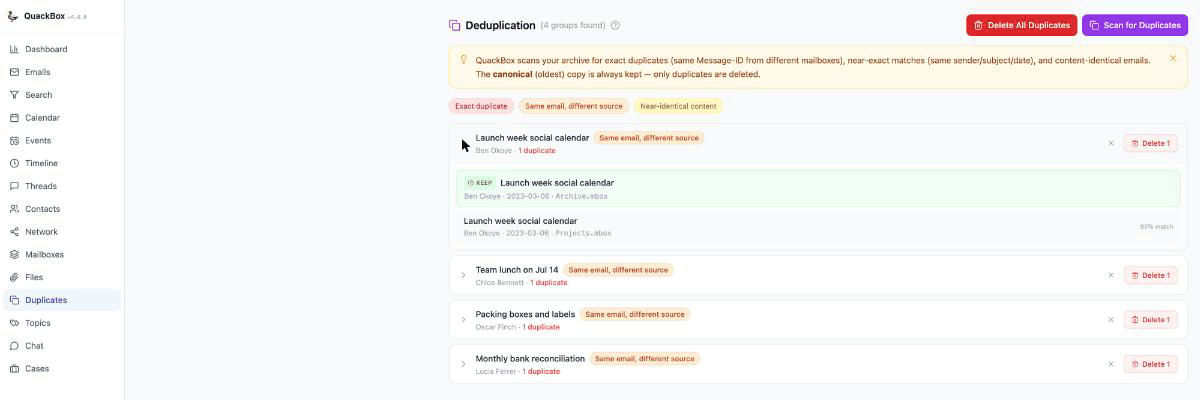 QuackBox v4.6.0
Dashboard
Emails
Search
Calendar
Events
Timeline
Threads
Contacts
Network
Mailboxes
Files
Duplicates
Topics
Chat
Cases
Deduplication (4 groups found)
Delete All Duplicates
Scan for Duplicates
QuackBox scans your archive for exact duplicates (same Message-ID from different mailboxes), near-exact matches (same sender/subject/date), and content-identical emails.
The canonical (oldest) copy is always kept — only duplicates are deleted.
Exact duplicate
Same email, different source
Near-identical content
Launch week social calendar Same email, different source
Ben Okoye · 1 duplicate
Delete 1
KEEP Launch week social calendar
Ben Okoye · 2023-03-06 · Archive.mbox
Launch week social calendar
Ben Okoye · 2023-03-06 · Projects.mbox
95% match
Team lunch on Jul 14 Same email, different source
Chloe Bennett · 1 duplicate
Delete 1
Packing boxes and labels Same email, different source
Oscar Finch · 1 duplicate
Delete 1
Monthly bank reconciliation Same email, different source
Lucia Ferrer · 1 duplicate
Delete 1